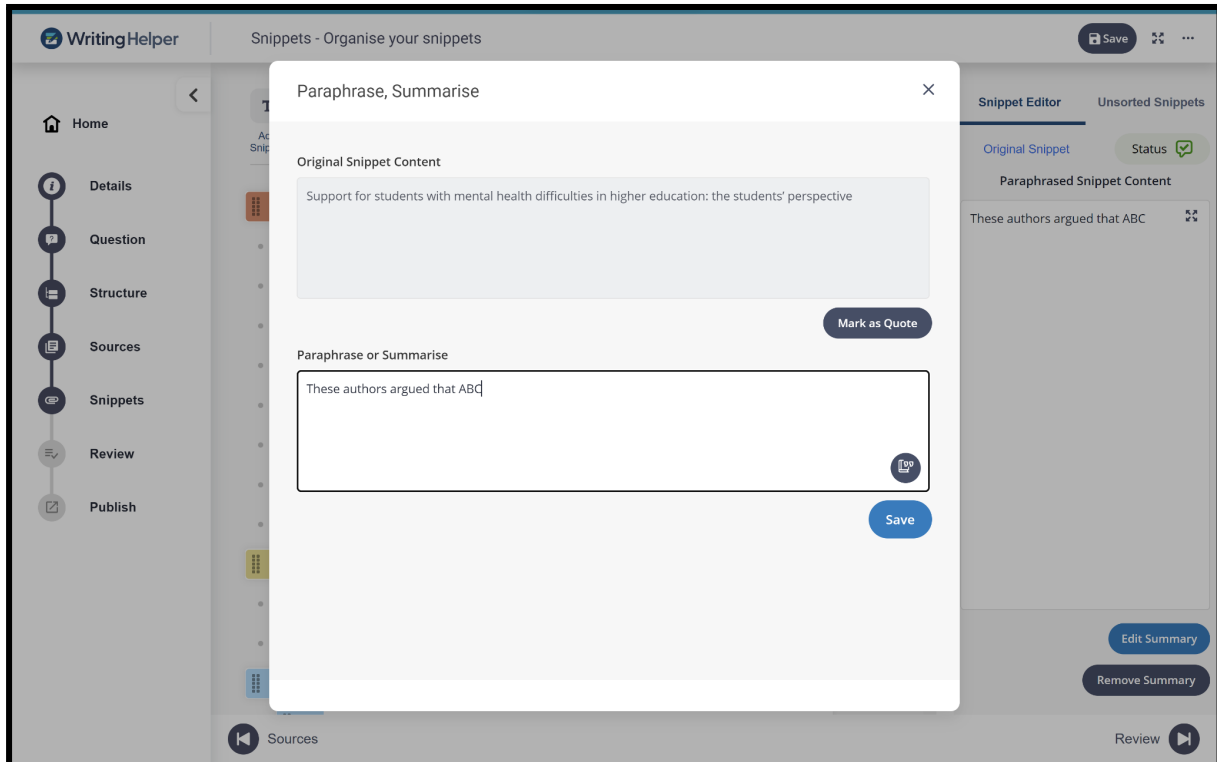 WritingHelper
Snippets - Organise your snippets
Save
Home
Details
Question
Structure
Sources
Snippets
Review
Publish
Paraphrase, Summarise
Original Snippet Content
Support for students with mental health difficulties in higher education: the students’ perspective
Mark as Quote
Paraphrase or Summarise
These authors argued that ABC
Save
Snippet Editor
Unsorted Snippets
Original Snippet
Status
Paraphrased Snippet Content
These authors argued that ABC
Edit Summary
Remove Summary
Sources
Review